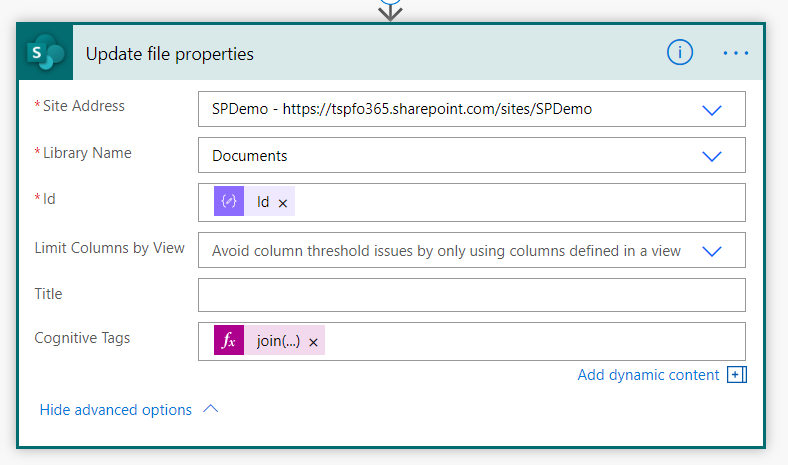 S
Update file properties
i
...
* Site Address
SPDemo - https://tspfo365.sharepoint.com/sites/SPDemo
* Library Name
Documents
* Id
Id ×
Limit Columns by View
Avoid column threshold issues by only using columns defined in a view
Title
Cognitive Tags
fx join(...) ×
Add dynamic content
Hide advanced options